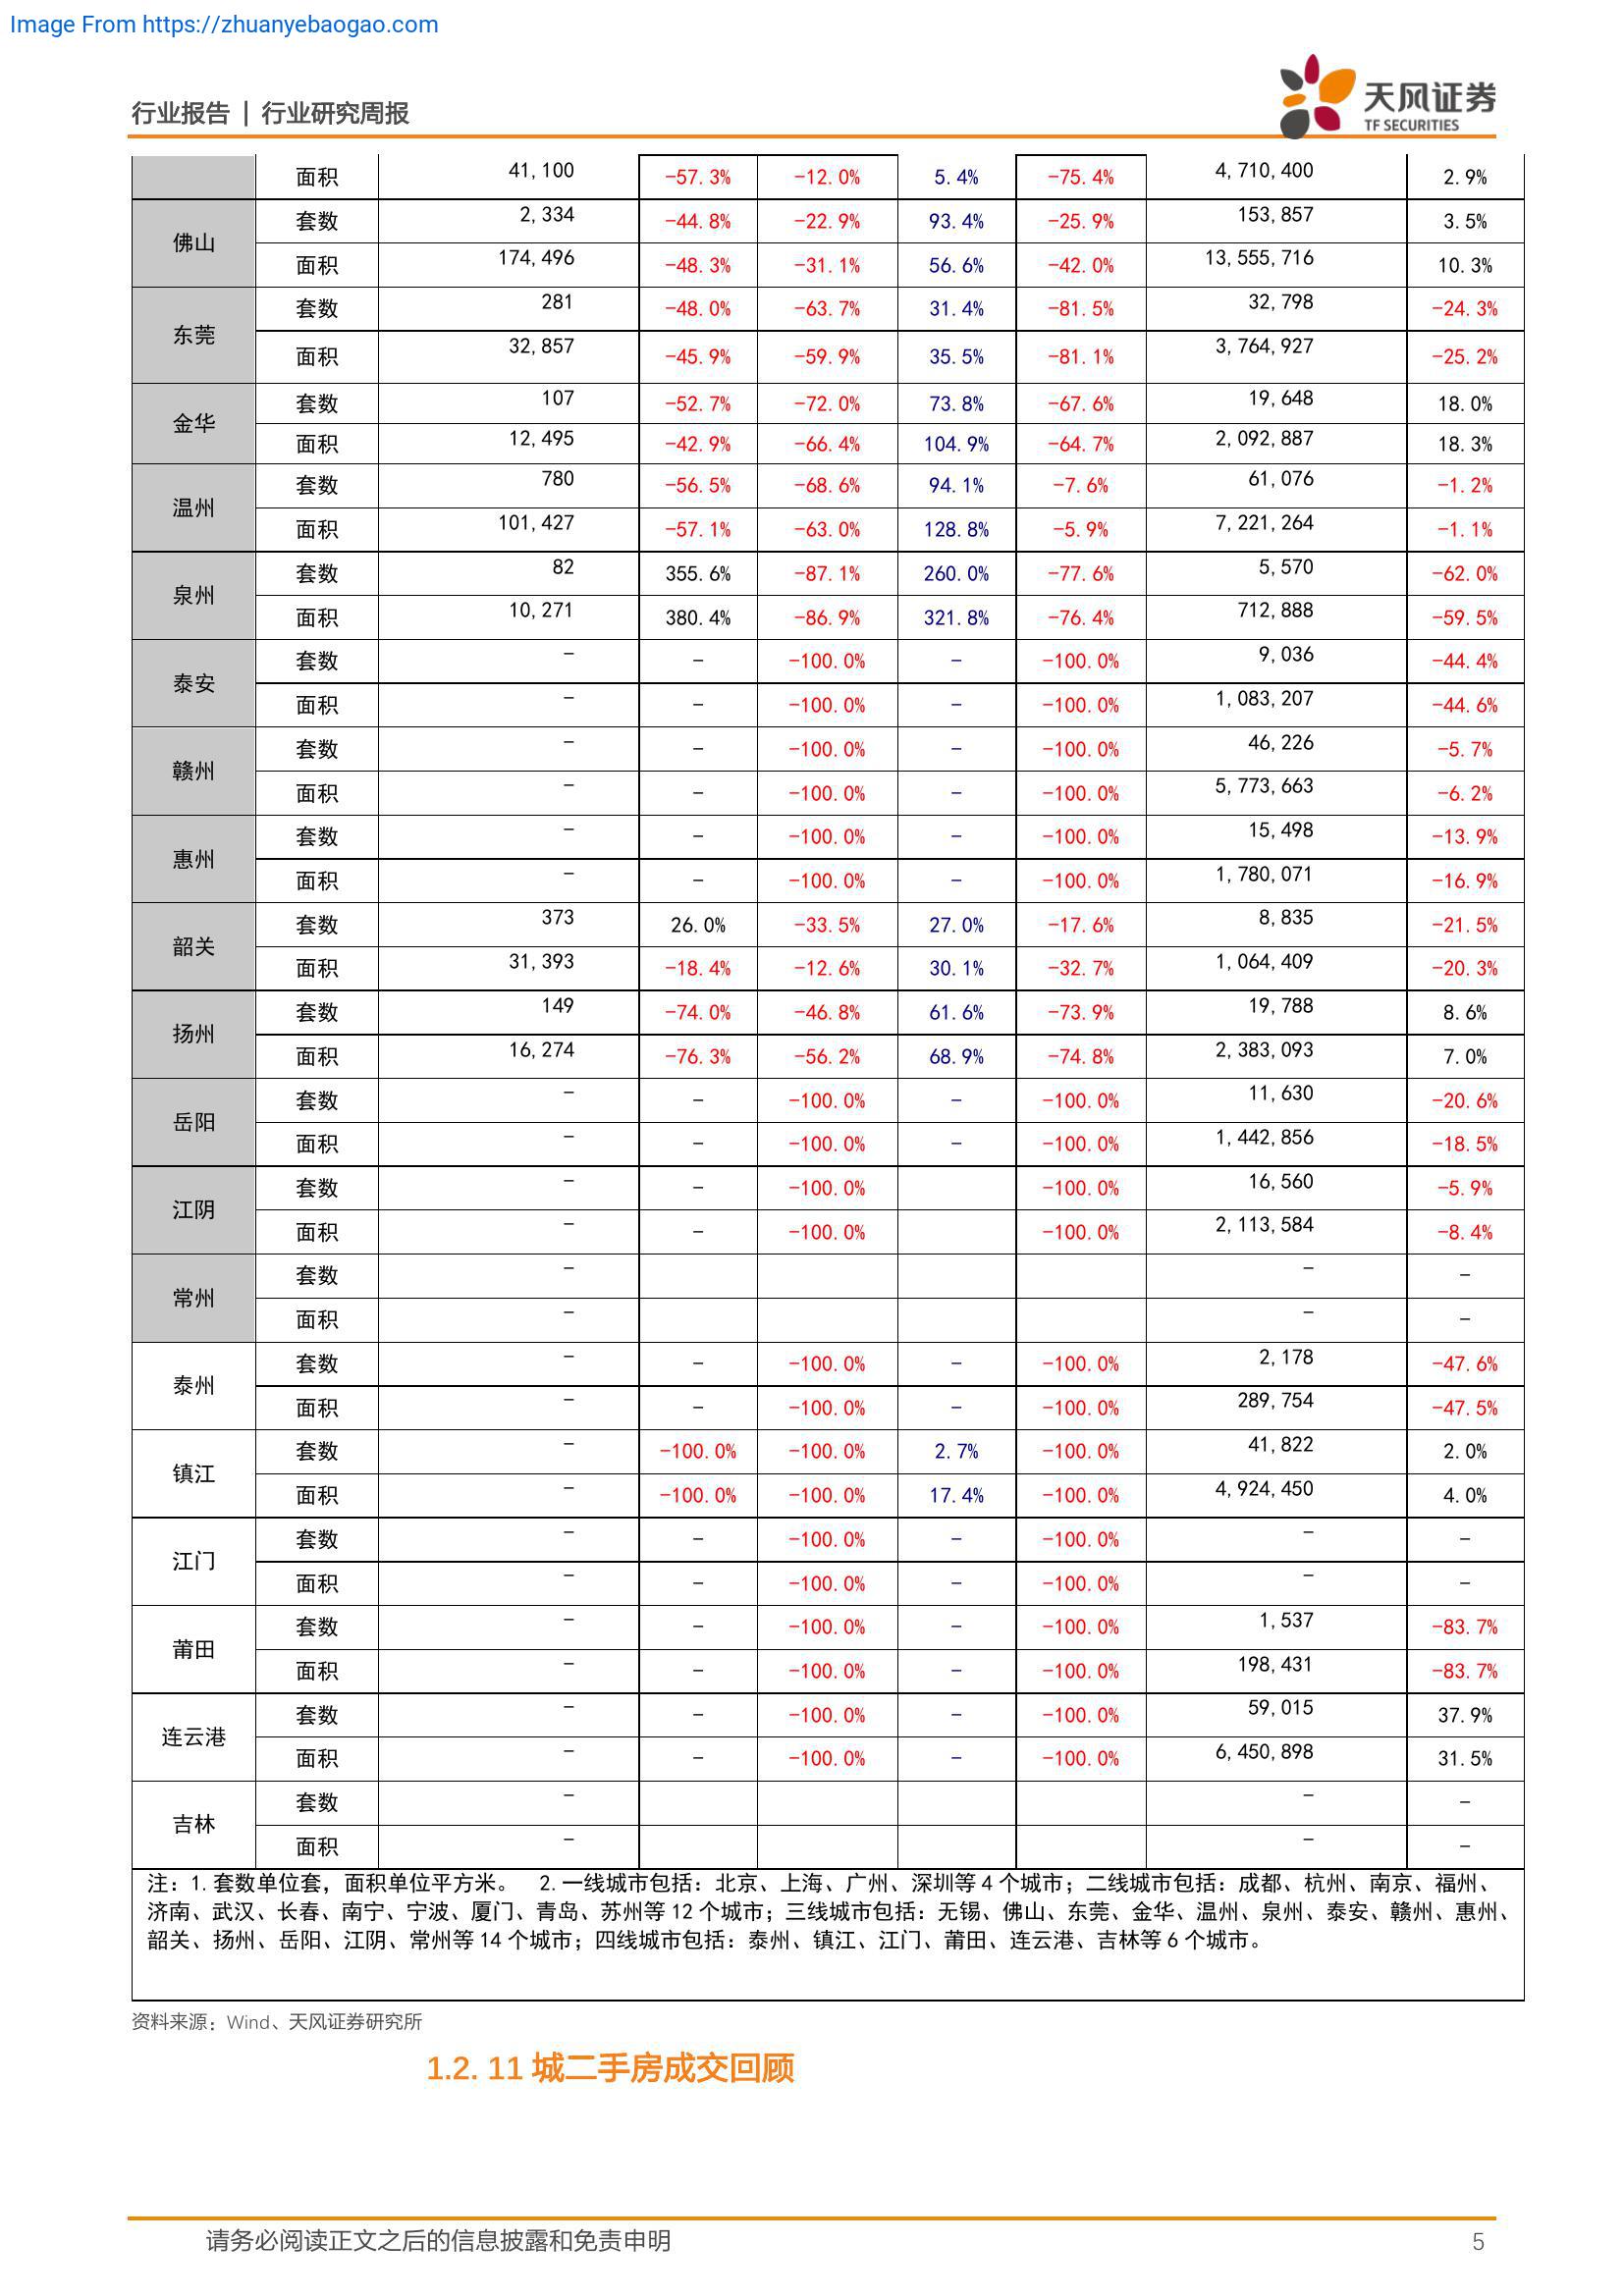 Image From https://zhuanyebaogao.com
行业报告 | 行业研究周报
天风证券
TF SECURITIES
面积 41,100 -57.3% -12.0% 5.4% -75.4% 4,710,400 2.9%
佛山 套数 2,334 -44.8% -22.9% 93.4% -25.9% 153,857 3.5%
面积 174,496 -48.3% -31.1% 56.6% -42.0% 13,555,716 10.3%
东莞 套数 281 -48.0% -63.7% 31.4% -81.5% 32,798 -24.3%
面积 32,857 -45.9% -59.9% 35.5% -81.1% 3,764,927 -25.2%
金华 套数 107 -52.7% -72.0% 73.8% -67.6% 19,648 18.0%
面积 12,495 -42.9% -66.4% 104.9% -64.7% 2,092,887 18.3%
温州 套数 780 -56.5% -68.6% 94.1% -7.6% 61,076 -1.2%
面积 101,427 -57.1% -63.0% 128.8% -5.9% 7,221,264 -1.1%
泉州 套数 82 355.6% -87.1% 260.0% -77.6% 5,570 -62.0%
面积 10,271 380.4% -86.9% 321.8% -76.4% 712,888 -59.5%
泰安 套数 - - -100.0% - -100.0% 9,036 -44.4%
面积 - - -100.0% - -100.0% 1,083,207 -44.6%
赣州 套数 - - -100.0% - -100.0% 46,226 -5.7%
面积 - - -100.0% - -100.0% 5,773,663 -6.2%
惠州 套数 - - -100.0% - -100.0% 15,498 -13.9%
面积 - - -100.0% - -100.0% 1,780,071 -16.9%
韶关 套数 373 26.0% -33.5% 27.0% -17.6% 8,835 -21.5%
面积 31,393 -18.4% -12.6% 30.1% -32.7% 1,064,409 -20.3%
扬州 套数 149 -74.0% -46.8% 61.6% -73.9% 19,788 8.6%
面积 16,274 -76.3% -56.2% 68.9% -74.8% 2,383,093 7.0%
岳阳 套数 - - -100.0% - -100.0% 11,630 -20.6%
面积 - - -100.0% - -100.0% 1,442,856 -18.5%
江阴 套数 - - -100.0% -100.0% 16,560 -5.9%
面积 - - -100.0% -100.0% 2,113,584 -8.4%
常州 套数 - - -
面积 - - -
泰州 套数 - - -100.0% - -100.0% 2,178 -47.6%
面积 - - -100.0% - -100.0% 289,754 -47.5%
镇江 套数 - -100.0% -100.0% 2.7% -100.0% 41,822 2.0%
面积 - -100.0% -100.0% 17.4% -100.0% 4,924,450 4.0%
江门 套数 - - -100.0% - -100.0% - -
面积 - - -100.0% - -100.0% - -
莆田 套数 - - -100.0% - -100.0% 1,537 -83.7%
面积 - - -100.0% - -100.0% 198,431 -83.7%
连云港 套数 - - -100.0% - -100.0% 59,015 37.9%
面积 - - -100.0% - -100.0% 6,450,898 31.5%
吉林 套数 - - -
面积 - - -
注：1.套数单位套，面积单位平方米。 2.一线城市包括：北京、上海、广州、深圳等 4 个城市；二线城市包括：成都、杭州、南京、福州、
济南、武汉、长春、南宁、宁波、厦门、青岛、苏州等 12 个城市；三线城市包括：无锡、佛山、东莞、金华、温州、泉州、泰安、赣州、惠州、
韶关、扬州、岳阳、江阴、常州等 14 个城市；四线城市包括：泰州、镇江、江门、莆田、连云港、吉林等 6 个城市。
资料来源：Wind、天风证券研究所
1.2. 11 城二手房成交回顾
请务必阅读正文之后的信息披露和免责申明 5